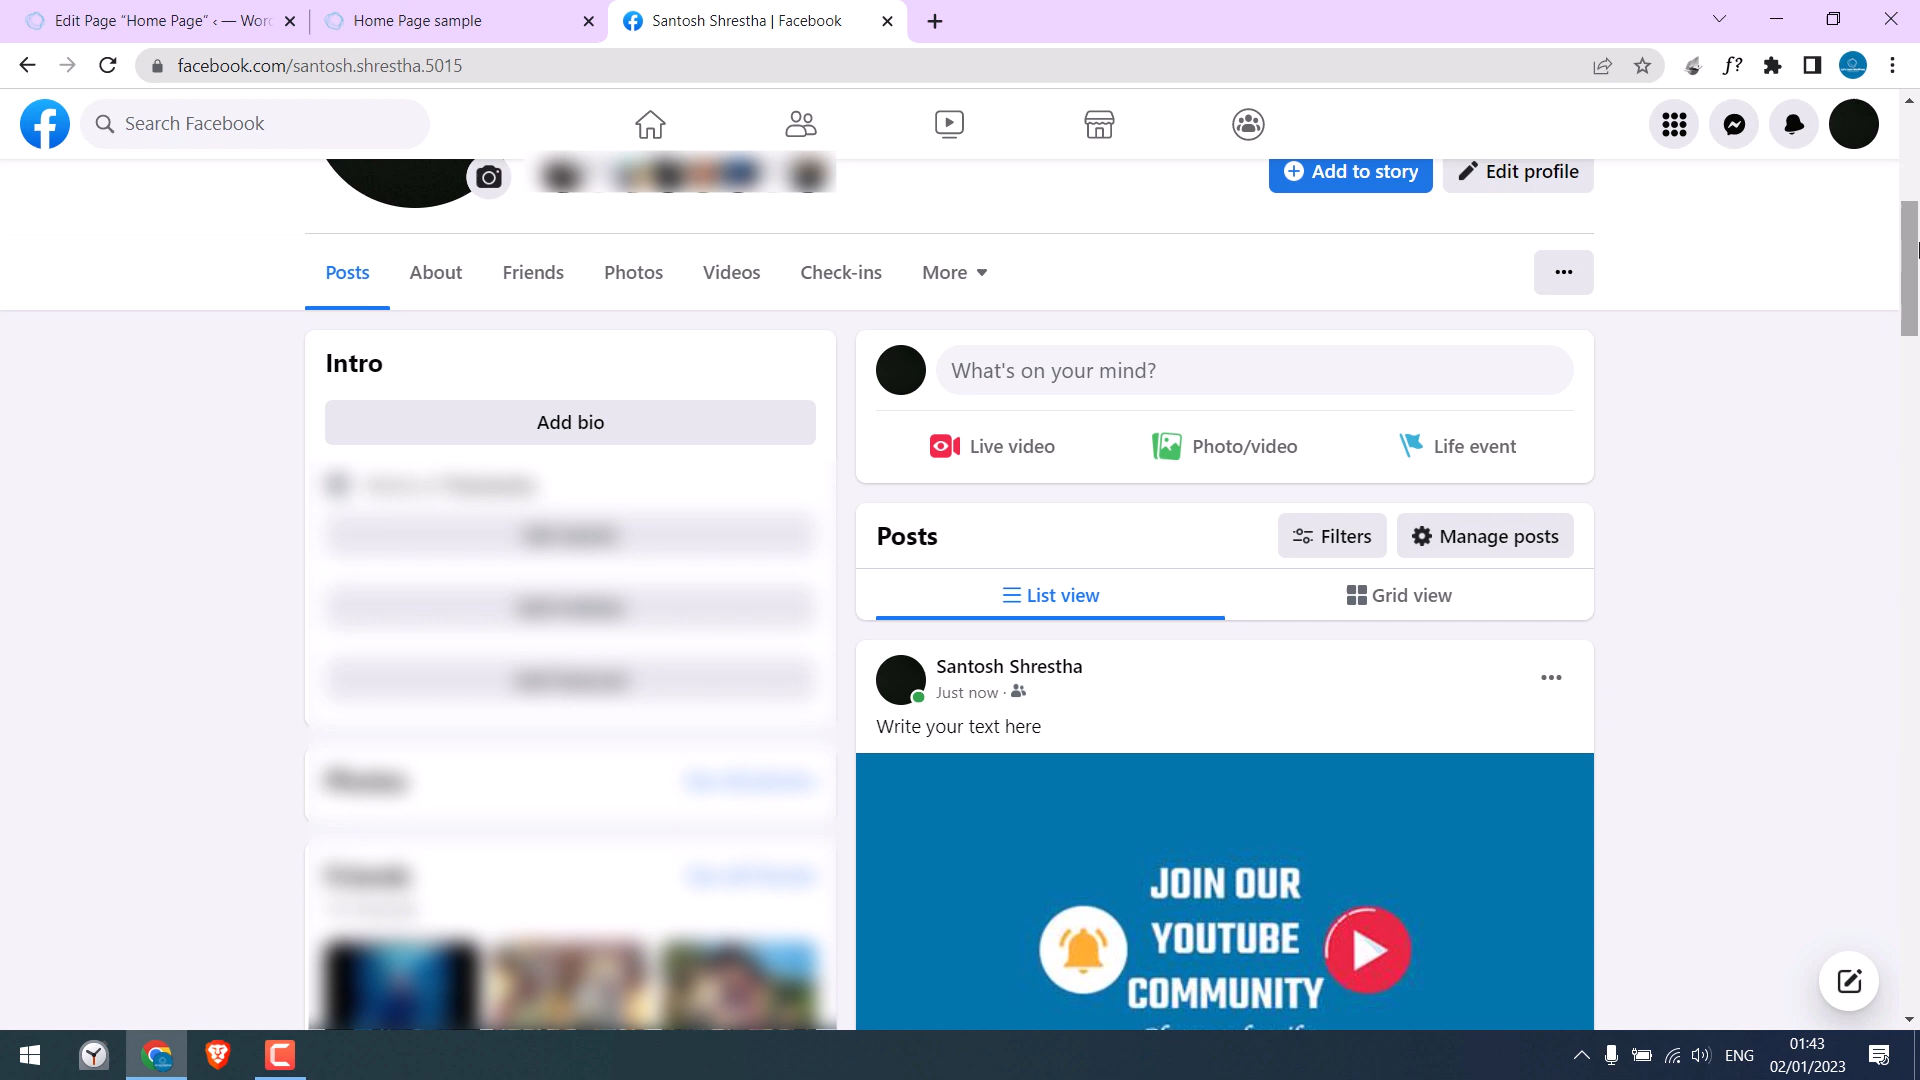 Edit Page “Home Page” ‹ — Wor
Home Page sample
Santosh Shrestha | Facebook
facebook.com/santosh.shrestha.5015
f?
Search Facebook
Add to story
Edit profile
Posts
About
Friends
Photos
Videos
Check-ins
More
Intro
Add bio
What's on your mind?
Live video
Photo/video
Life event
Posts
Filters
Manage posts
List view
Grid view
Santosh Shrestha
Just now ·
Write your text here
JOIN OUR
YOUTUBE
COMMUNITY
ENG
01:43
02/01/2023